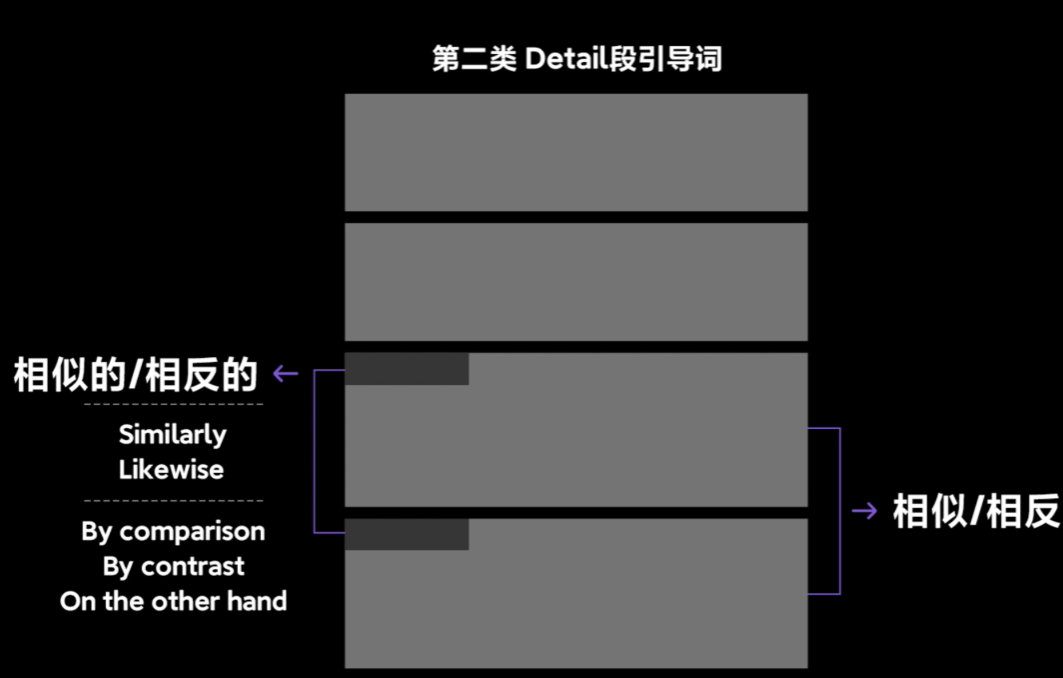 第二类 Detail段引导词
相似的/相反的
Similarly
Likewise
By comparison
By contrast
On the other hand
相似/相反